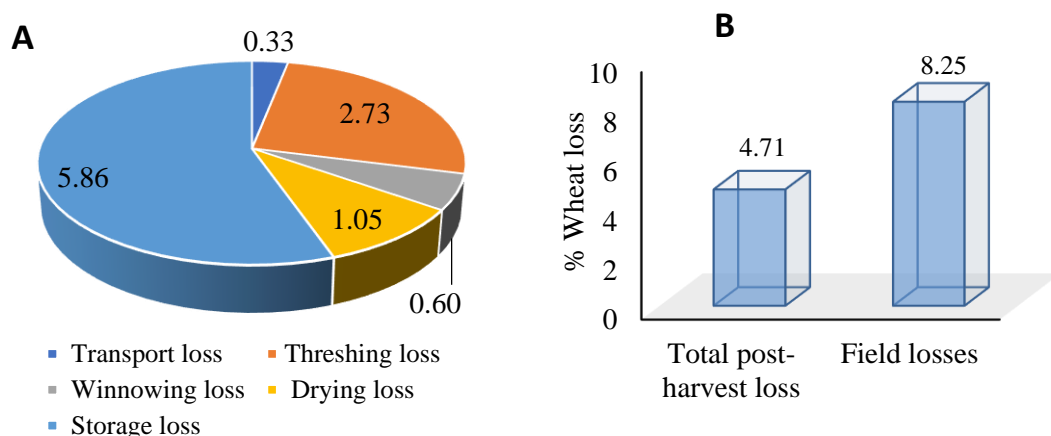 A
0.33
2.73
5.86
1.05
0.60
Transport loss
Threshing loss
Winnowing loss
Drying loss
Storage loss
B
% Wheat loss
10
8
6
4
2
0
4.71
8.25
Total post-
harvest loss
Field losses